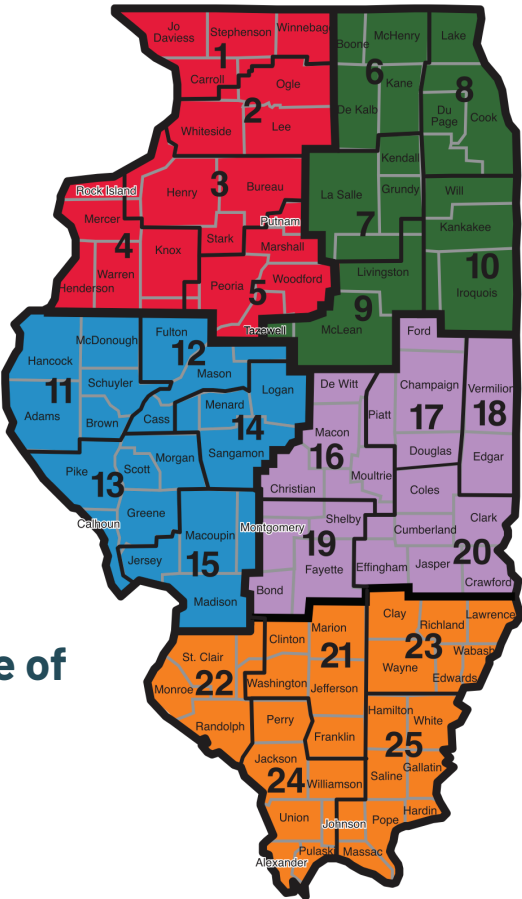 Jo
Daviess
Stephenson
Winnebag
1
Carroll
Ogle
2
Whiteside
Lee
Boone
McHenry
Lake
6
Kane
8
De Kalb
Du
Page
Cook
Rock Island
Henry
3
Bureau
Putnam
Mercer
4
Knox
Stark
Marshall
Warren
Henderson
Peoria
5
Woodford
Tazewell
Kendall
La Salle
Grundy
Will
7
Kankakee
10
Livingston
Iroquois
9
McLean
McDonough
Fulton
12
Hancock
Mason
Logan
11
Schuyler
Adams
Brown
Cass
Menard
14
Sangamon
Pike
13
Scott
Morgan
Greene
Calhoun
Macoupin
Jersey
15
Madison
Ford
De Witt
Champaign
Vermilion
Piatt
17
18
Macon
16
Douglas
Edgar
Moultrie
Christian
Coles
Montgomery
Shelby
19
Cumberland
Clark
Fayette
Effingham
Jasper
20
Bond
Crawford
e of
Clinton
Marion
Clay
Richland
Lawrence
21
23
Wabash
St. Clair
Wayne
Edwards
Monroe
22
Washington
Jefferson
Hamilton
White
Randolph
Perry
Franklin
25
Jackson
Gallatin
24
Williamson
Saline
Union
Johnson
Pope
Hardin
Pulaski
Massac
Alexander